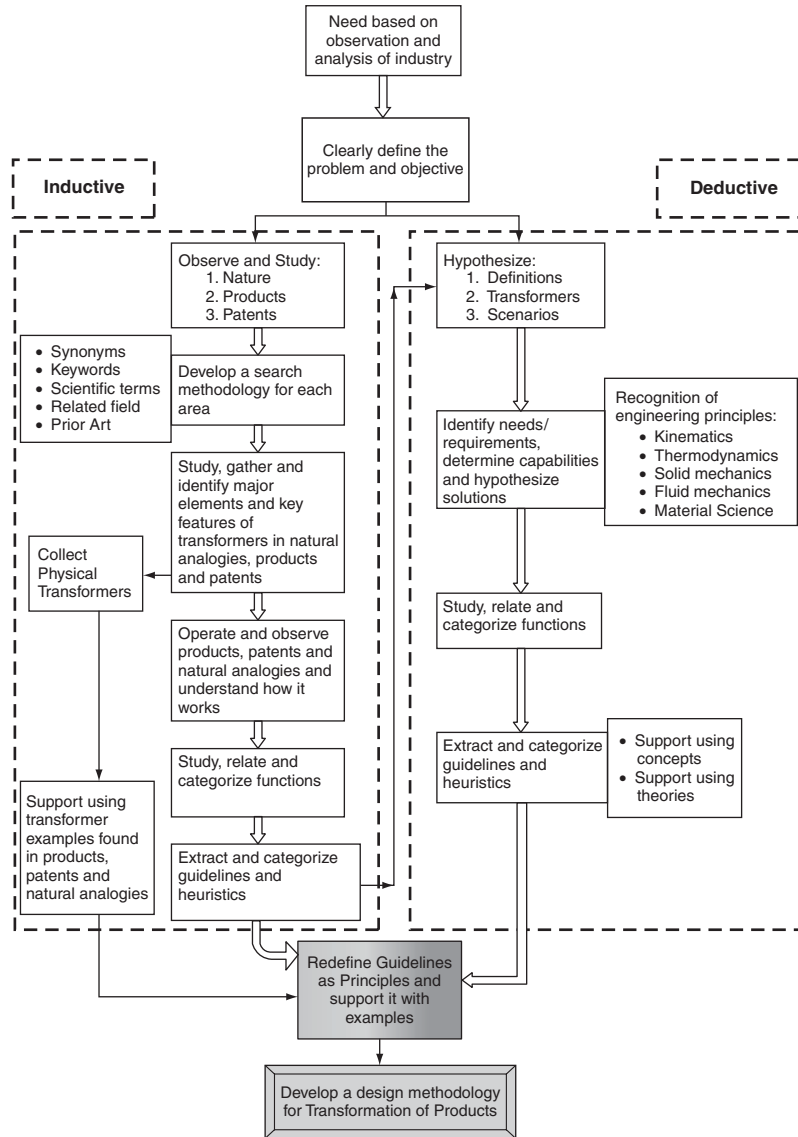 Need based on
observation and
analysis of industry
Clearly define the
problem and objective
Inductive
Deductive
Observe and Study:
1. Nature
2. Products
3. Patents
Hypothesize:
1. Definitions
2. Transformers
3. Scenarios
• Synonyms
• Keywords
• Scientific terms
• Related field
• Prior Art
Develop a search
methodology for each
area
Identify needs/
requirements,
determine capabilities
and hypothesize
solutions
Recognition of
engineering principles:
• Kinematics
• Thermodynamics
• Solid mechanics
• Fluid mechanics
• Material Science
Study, gather and
identify major
elements and key
features of
transformers in natural
analogies, products
and patents
Collect
Physical
Transformers
Operate and observe
products, patents and
natural analogies and
understand how it
works
Study, relate and
categorize functions
Study, relate and
categorize functions
Extract and categorize
guidelines and
heuristics
• Support using
concepts
• Support using
theories
Support using
transformer
examples found
in products,
patents and
natural analogies
Extract and categorize
guidelines and
heuristics
Redefine Guidelines
as Principles and
support it with
examples
Develop a design methodology
for Transformation of Products